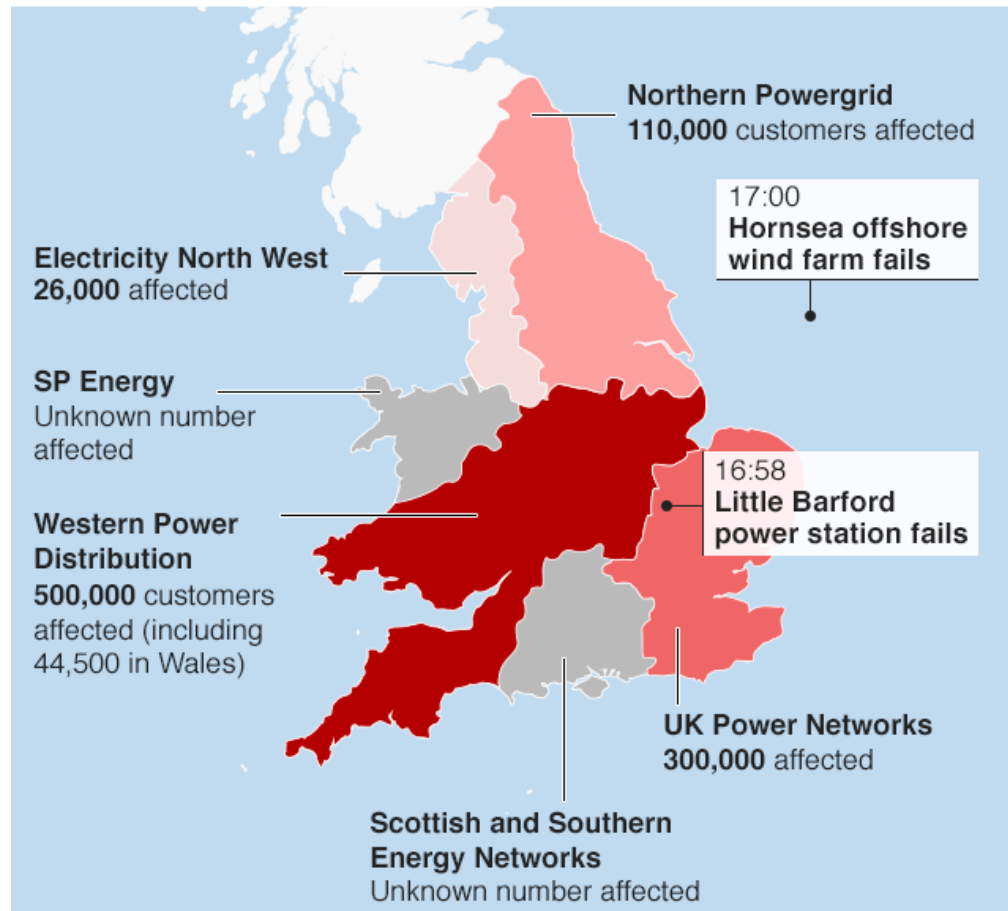 Northern Powergrid
110,000 customers affected
17:00
Hornsea offshore
wind farm fails
Electricity North West
26,000 affected
SP Energy
Unknown number
affected
16:58
Little Barford
power station fails
Western Power
Distribution
500,000 customers
affected (including
44,500 in Wales)
UK Power Networks
300,000 affected
Scottish and Southern
Energy Networks
Unknown number affected